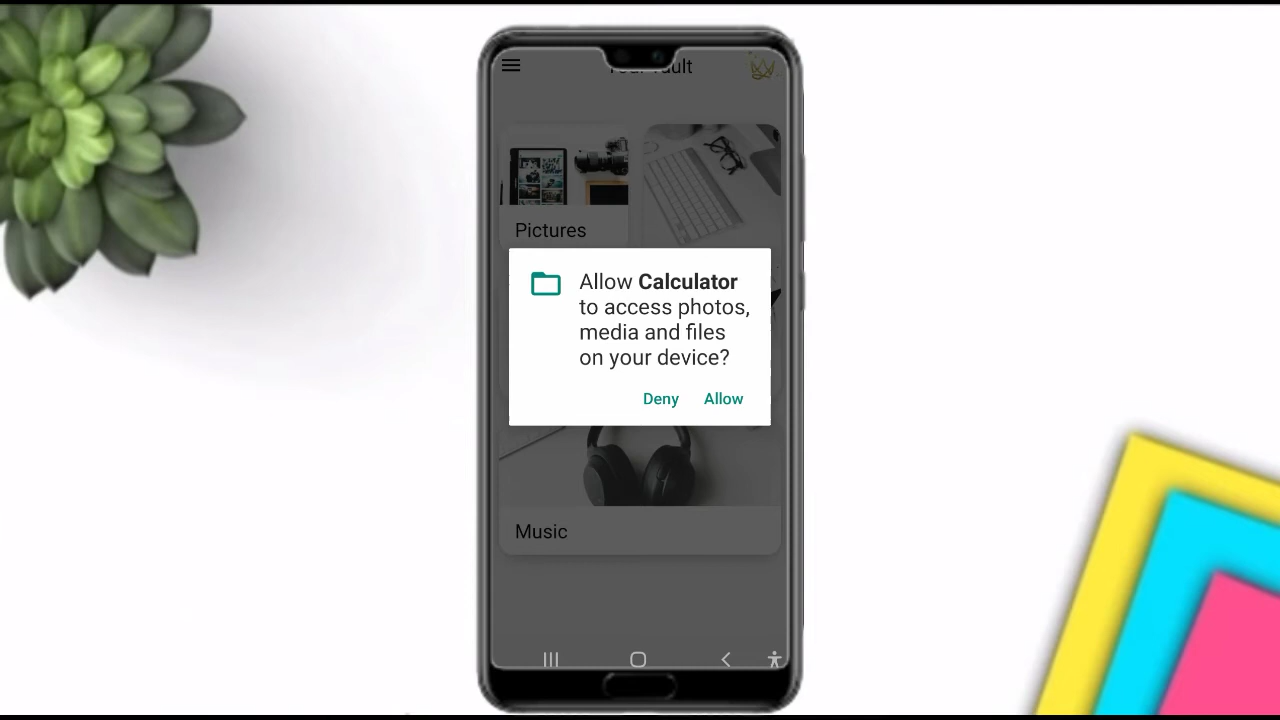 Your Vault
Pictures
Allow Calculator
to access photos,
media and files
on your device?
Deny Allow
Music